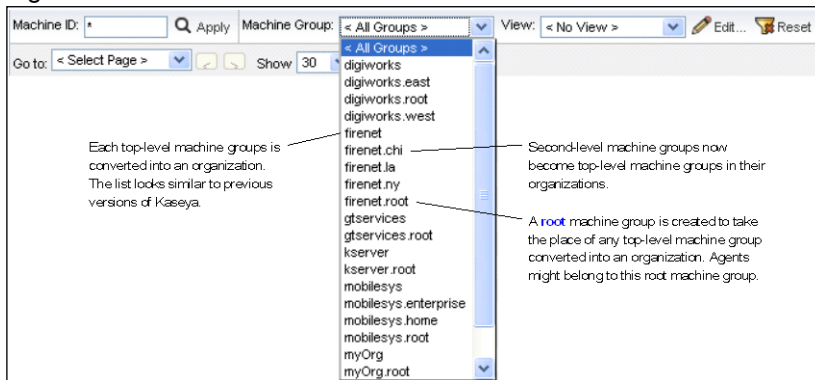 Machine ID: * Apply Machine Group: < All Groups > View: < No View > Edit... Reset
Go to: < Select Page > Show 30
< All Groups >
digiworks
digiworks.east
digiworks.root
digiworks.west
firenet
firenet.chi
firenet.la
firenet.ny
firenet.root
gtservices
gtservices.root
kserver
kserver.root
mobilesys
mobilesys.enterprise
mobilesys.home
mobilesys.root
myOrg
myOrg.root
Each top-level machine groups is
converted into an organization.
The list looks similar to previous
versions of Kaseya.
Second-level machine groups now
become top-level machine groups in their
organizations.
A root machine group is created to take
the place of any top-level machine group
converted into an organization. Agents
might belong to this root machine group.